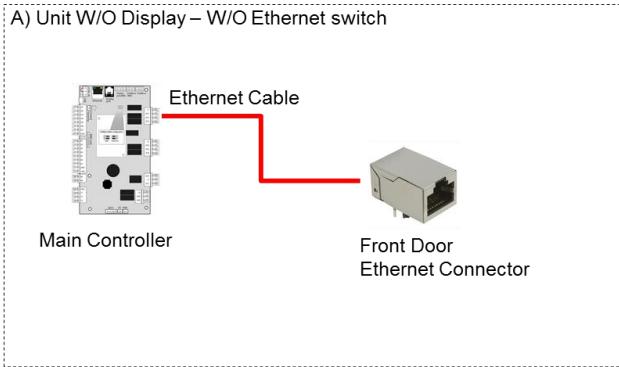 A) Unit W/O Display – W/O Ethernet switch
Ethernet Cable
Main Controller
Front Door
Ethernet Connector